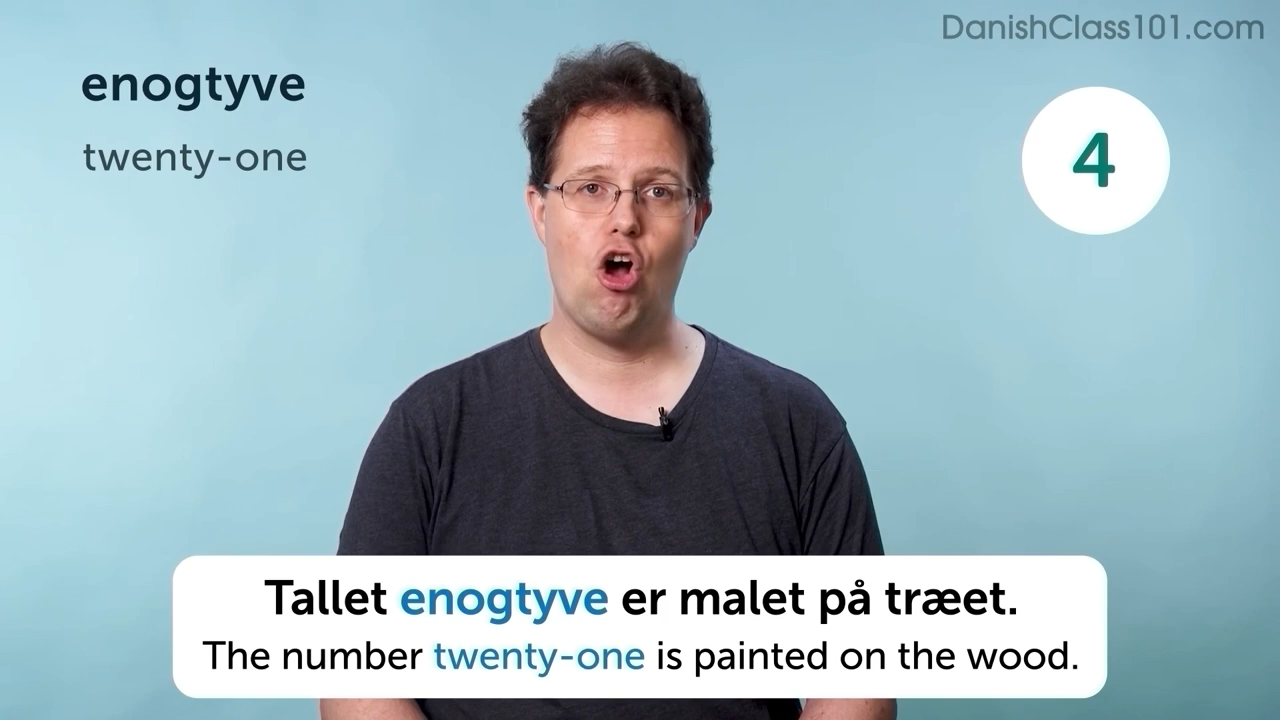 DanishClass101.com
enogtyve
twenty-one
4
Tallet enogtyve er malet på træet.
The number twenty-one is painted on the wood.